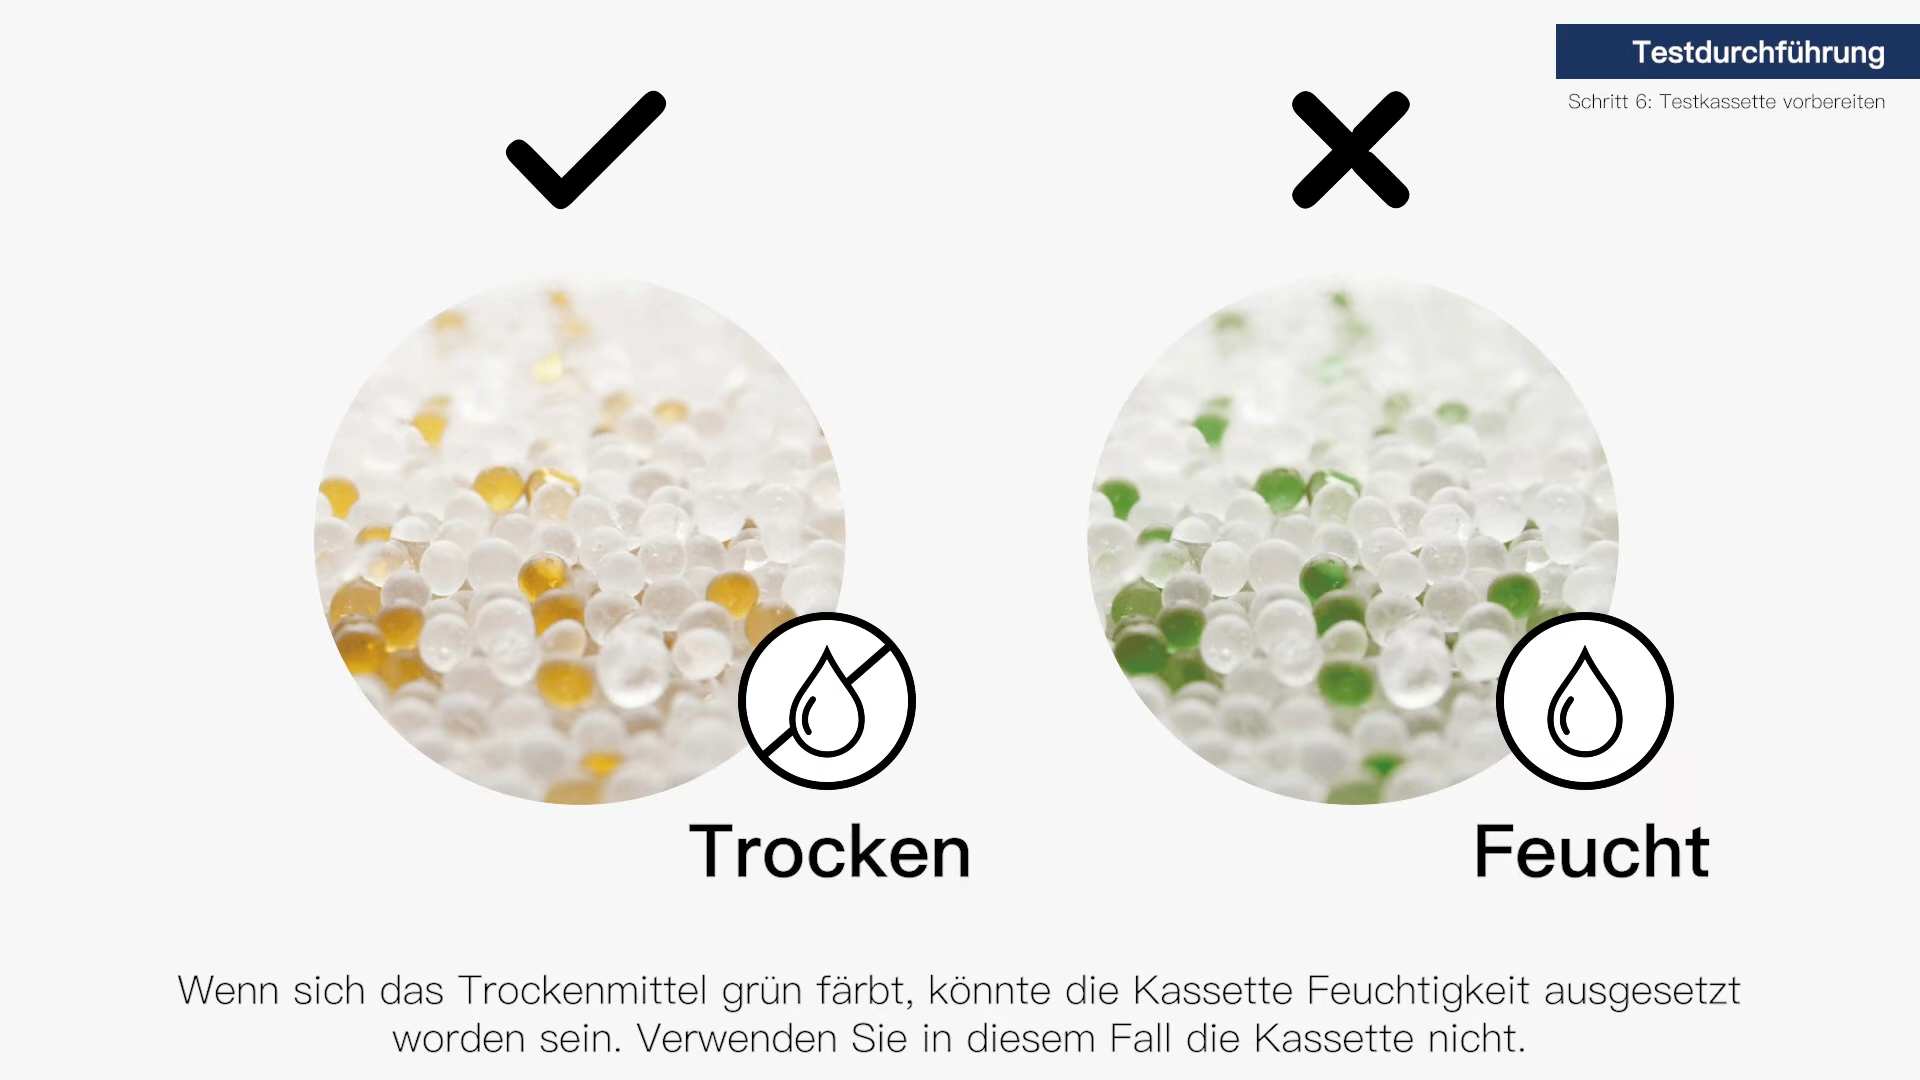 Testdurchführung
Schritt 6: Testkassette vorbereiten
Trocken
Feucht
Wenn sich das Trockenmittel grün färbt, könnte die Kassette Feuchtigkeit ausgesetzt
worden sein. Verwenden Sie in diesem Fall die Kassette nicht.